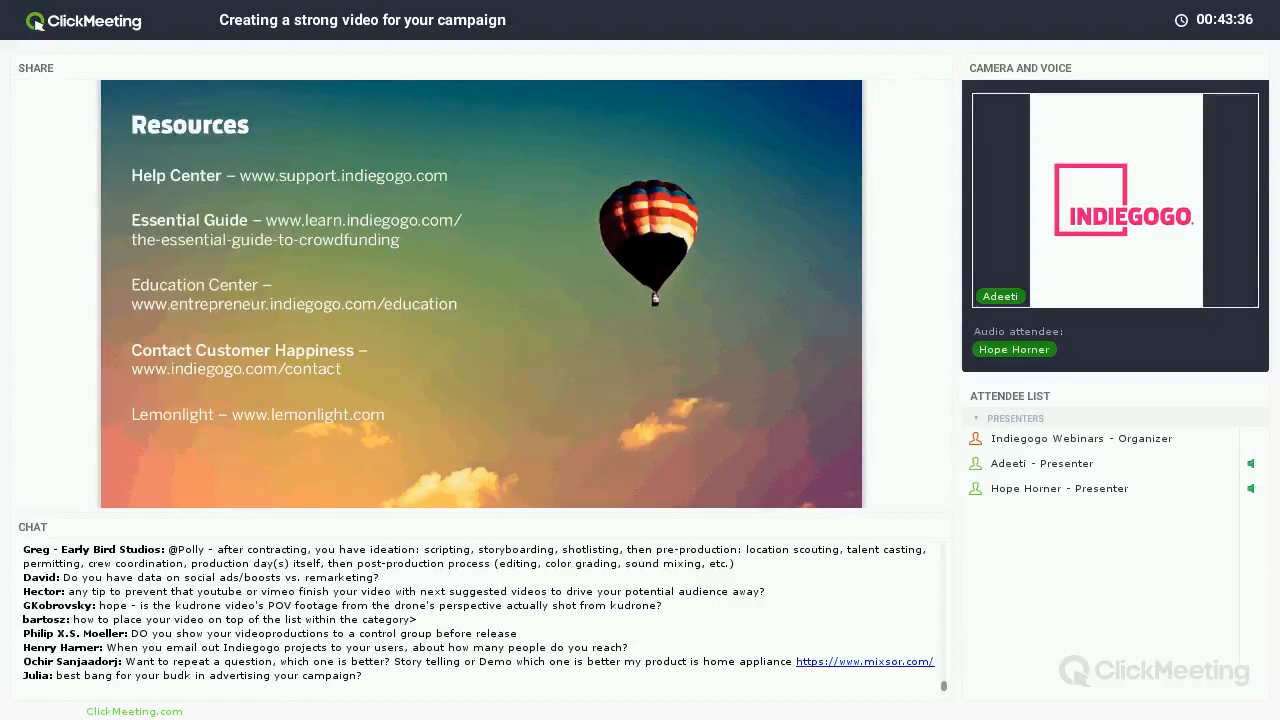 ClickMeeting
Creating a strong video for your campaign
00:43:36
SHARE
Resources
Help Center – www.support.indiegogo.com
Essential Guide – www.learn.indiegogo.com/
the-essential-guide-to-crowdfunding
Education Center –
www.entrepreneur.indiegogo.com/education
Contact Customer Happiness –
www.indiegogo.com/contact
Lemonlight – www.lemonlight.com
CAMERA AND VOICE
INDIEGOGO.
Adeeti
Audio attendee:
Hope Horner
ATTENDEE LIST
PRESENTERS
Indiegogo Webinars - Organizer
Adeeti - Presenter
Hope Horner - Presenter
CHAT
Greg - Early Bird Studios: @Polly - after contracting, you have ideation: scripting, storyboarding, shotlisting, then pre-production: location scouting, talent casting,
permitting, crew coordination, production day(s) itself, then post-production process (editing, color grading, sound mixing, etc.)
David: Do you have data on social ads/boosts vs. remarketing?
Hector: any tip to prevent that youtube or vimeo finish your video with next suggested videos to drive your potential audience away?
GKobrovsky: hope - is the kudrone video's POV footage from the drone's perspective actually shot from kudrone?
bartosz: how to place your video on top of the list within the category>
Philip X.S. Moeller: DO you show your videoproductions to a control group before release
Henry Harner: When you email out Indiegogo projects to your users, about how many people do you reach?
Ochir Sanjaadorj: Want to repeat a question, which one is better? Story telling or Demo which one is better my product is home appliance https://www.mixsor.com/
Julia: best bang for your budk in advertising your campaign?
ClickMeeting
ClickMeeting.com